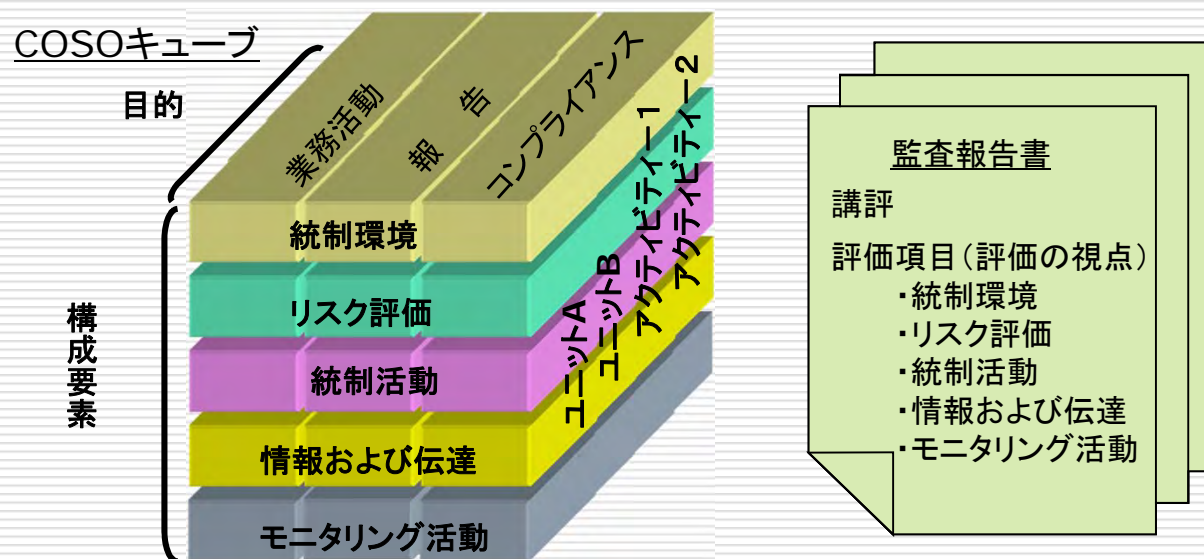 COSOキューブ
目的
業務活動
報告
コンプライアンス
構成要素
統制環境
リスク評価
統制活動
情報および伝達
モニタリング活動
ユニットA
ユニットB
アクティビティー1
アクティビティー2
監査報告書
講評
評価項目(評価の視点)
・統制環境
・リスク評価
・統制活動
・情報および伝達
・モニタリング活動